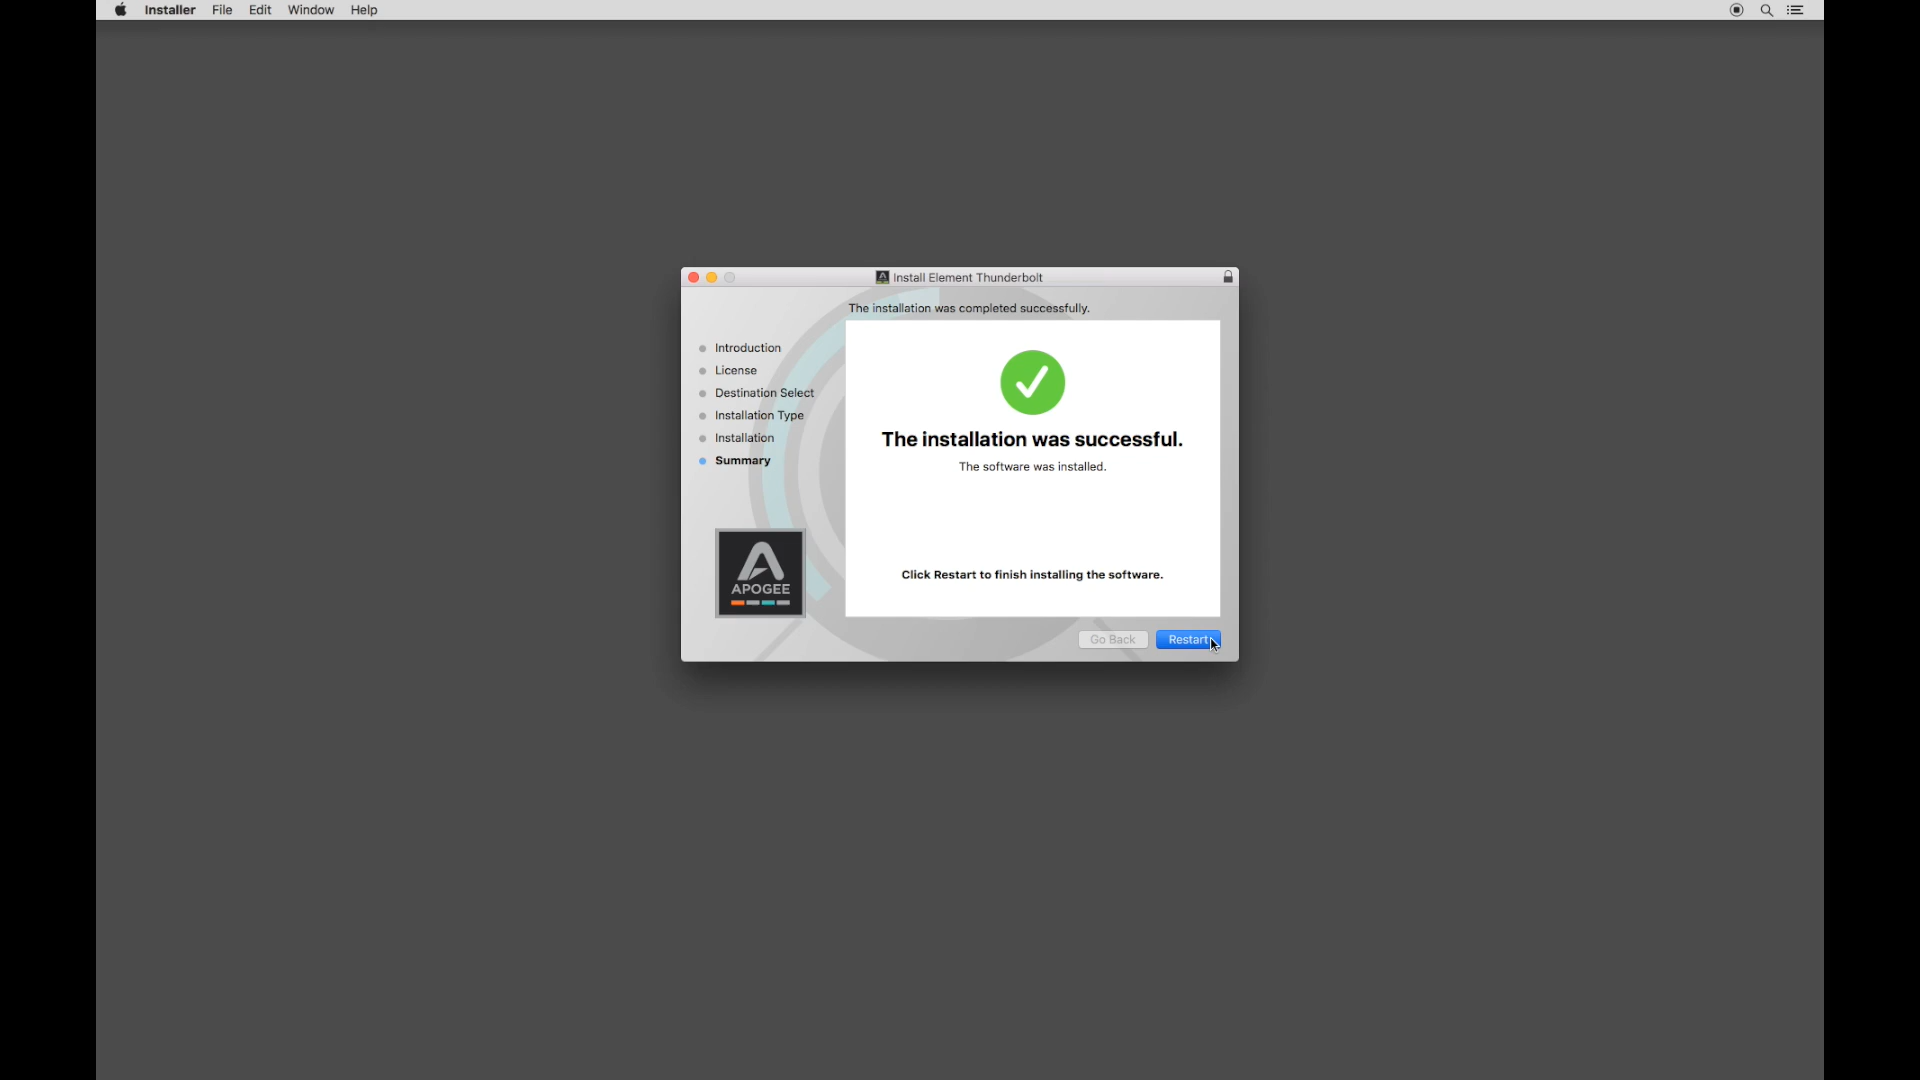 Installer File Edit Window Help
Install Element Thunderbolt
The installation was completed successfully.
Introduction
License
Destination Select
Installation Type
Installation
Summary
The installation was successful.
The software was installed.
Click Restart to finish installing the software.
APOGEE
Go Back Restart